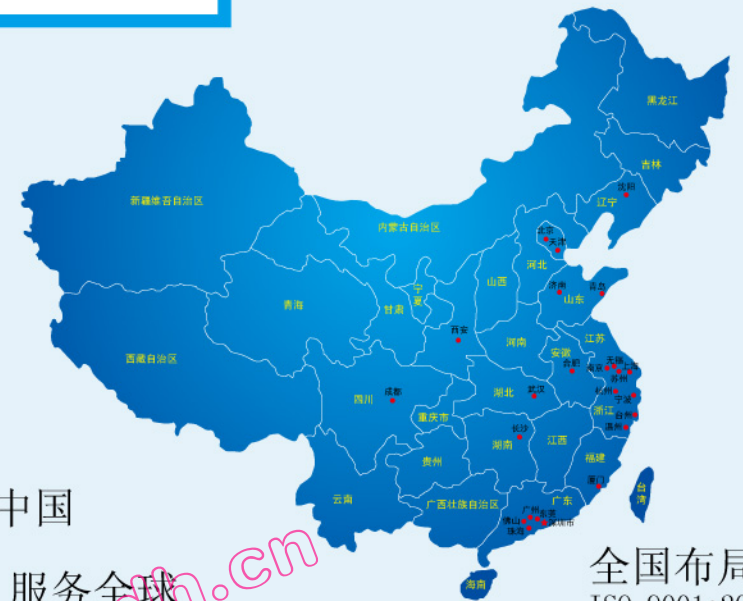 黑龙江
吉林
沈阳
辽宁
新疆维吾自治区
内蒙古自治区
北京
天津
河北
山西
宁夏
济南
青岛
山东
青海
甘肃
西安
河南
江苏
西藏自治区
安徽
合肥
南京
无锡
上海
苏州
四川
成都
湖北
武汉
杭州
宁波
浙江
台州
温州
重庆市
长沙
湖南
江西
贵州
福建
厦门
云南
广西壮族自治区
广东
台湾
广州
东莞
佛山
深圳市
珠海
海南
中国
服务全球
dh.cn
全国布局